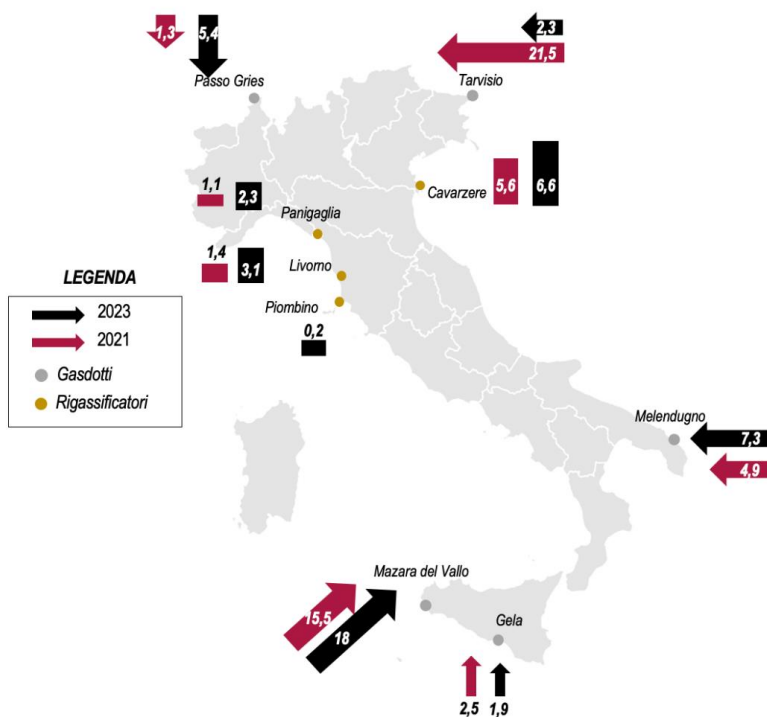 1,3
5,4
2,3
21,5
Passo Gries
Tarvisio
1,1
2,3
Cavarzere
5,6
6,6
Panigaglia
1,4
3,1
Livorno
Piombino
0,2
LEGENDA
2023
2021
Gasdotti
Rigassificatori
Melendugno
7,3
4,9
Mazara del Vallo
15,5
18
Gela
2,5
1,9